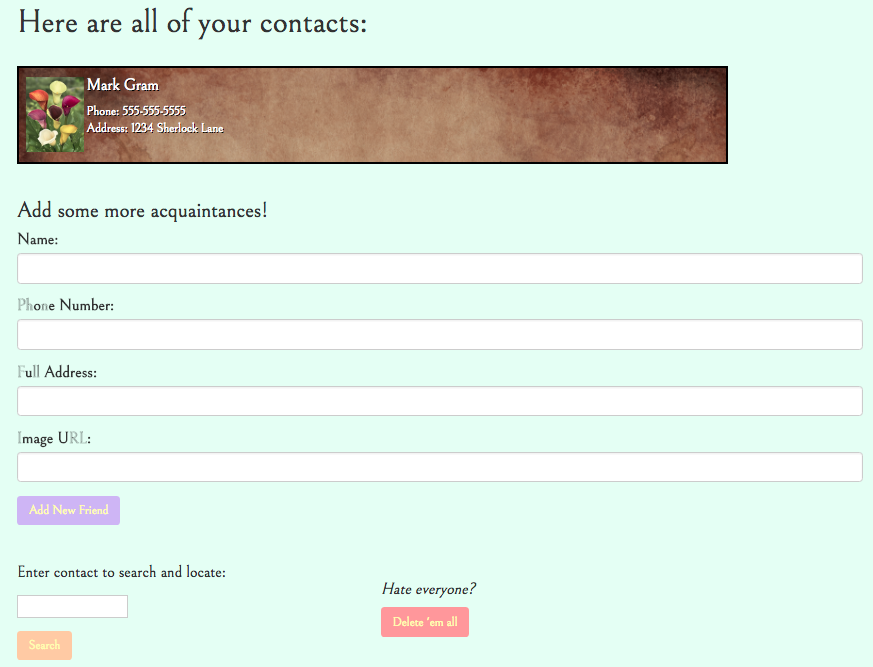 Here are all of your contacts:
Mark Gram
Phone: 555-555-5555
Address: 1234 Sherlock Lane
Add some more acquaintances!
Name:
Phone Number:
Full Address:
Image URL:
Add New Friend
Enter contact to search and locate:
Hate everyone?
Delete 'em all
Search